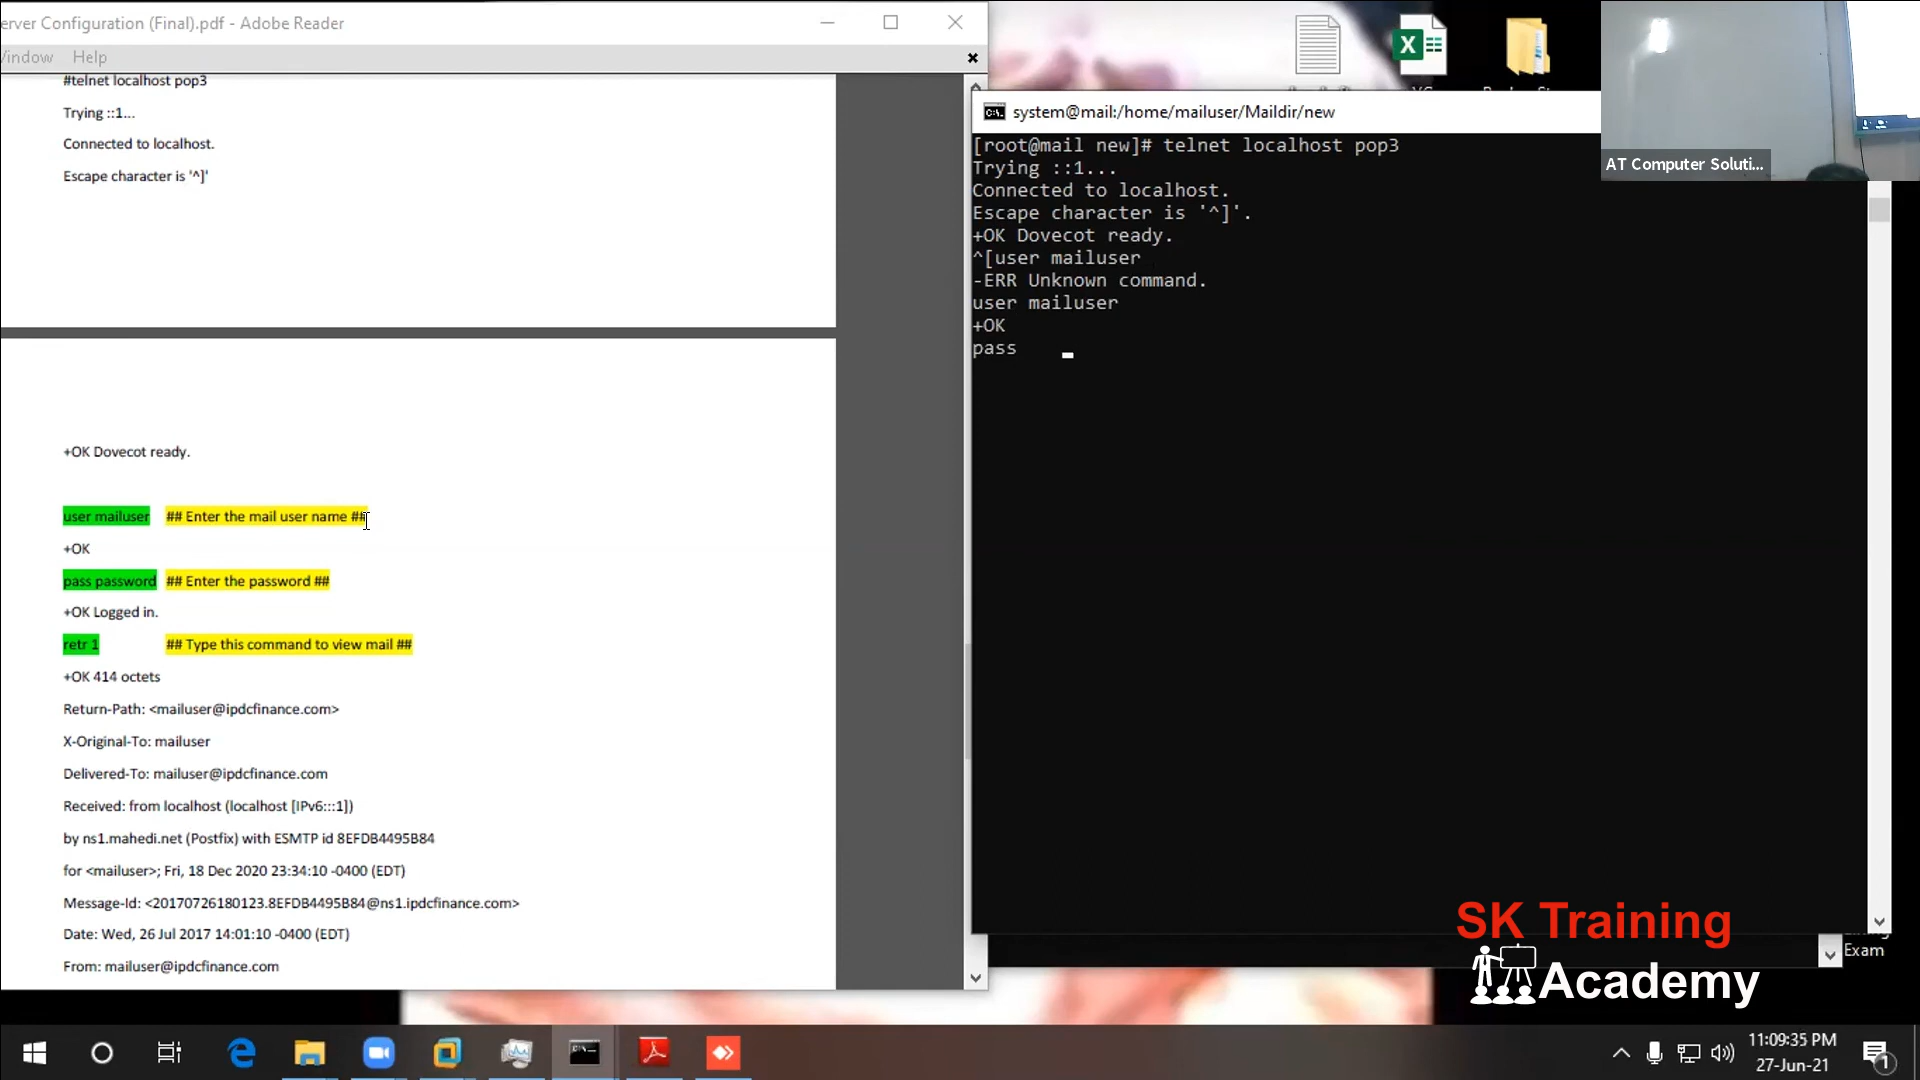 erver Configuration (Final).pdf - Adobe Reader
Window Help
#telnet localhost pop3
Trying ::1...
Connected to localhost.
Escape character is '^]'
+OK Dovecot ready.
user mailuser ## Enter the mail user name ##
+OK
pass password ## Enter the password ##
+OK Logged in.
retr 1 ## Type this command to view mail ##
+OK 414 octets
Return-Path: <mailuser@ipdcfinance.com>
X-Original-To: mailuser
Delivered-To: mailuser@ipdcfinance.com
Received: from localhost (localhost [IPv6:::1])
by ns1.mahedi.net (Postfix) with ESMTP id 8EFDB4495B84
for <mailuser>; Fri, 18 Dec 2020 23:34:10 -0400 (EDT)
Message-Id: <20170726180123.8EFDB4495B84@ns1.ipdcfinance.com>
Date: Wed, 26 Jul 2017 14:01:10 -0400 (EDT)
From: mailuser@ipdcfinance.com
system@mail:/home/mailuser/Maildir/new
[root@mail new]# telnet localhost pop3
Trying ::1...
Connected to localhost.
Escape character is '^]'.
+OK Dovecot ready.
^[user mailuser
-ERR Unknown command.
user mailuser
+OK
pass
AT Computer Soluti...
Exam
SK Training
Academy
11:09:35 PM
27-Jun-21
1